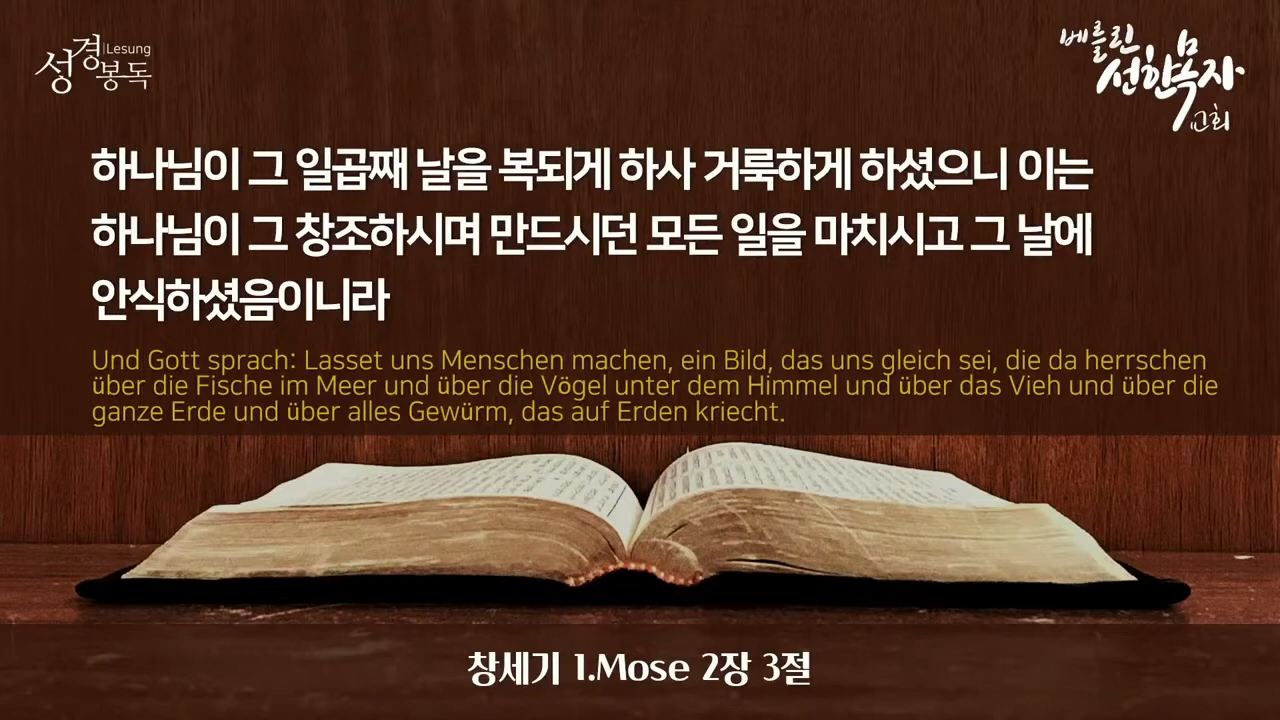 성경봉독 | Lesung
베를린
선한목자
교회
하나님이 그 일곱째 날을 복되게 하사 거룩하게 하셨으니 이는
하나님이 그 창조하시며 만드시던 모든 일을 마치시고 그 날에
안식하셨음이니라
Und Gott sprach: Lasset uns Menschen machen, ein Bild, das uns gleich sei, die da herrschen
über die Fische im Meer und über die Vögel unter dem Himmel und über das Vieh und über die
ganze Erde und über alles Gewürm, das auf Erden kriecht.
창세기 1.Mose 2장 3절